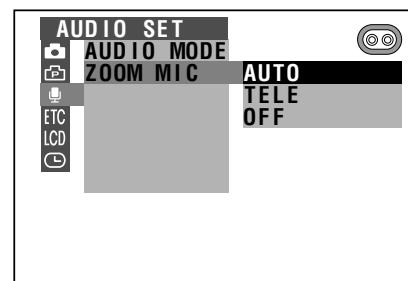 AUDIO SET
AUDIO MODE
ZOOM MIC AUTO
TELE
ETC OFF
LCD